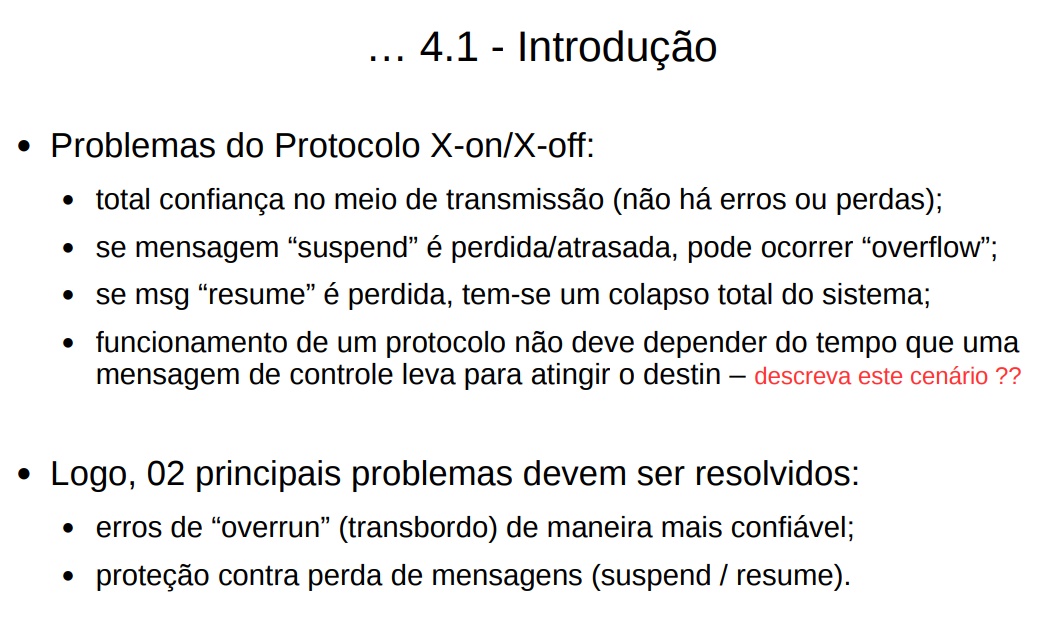 … 4.1 - Introdução
• Problemas do Protocolo X-on/X-off:
• total confiança no meio de transmissão (não há erros ou perdas);
• se mensagem “suspend” é perdida/atrasada, pode ocorrer “overflow”;
• se msg “resume” é perdida, tem-se um colapso total do sistema;
• funcionamento de um protocolo não deve depender do tempo que uma
mensagem de controle leva para atingir o destin – descreva este cenário ??
• Logo, 02 principais problemas devem ser resolvidos:
• erros de “overrun” (transbordo) de maneira mais confiável;
• proteção contra perda de mensagens (suspend / resume).